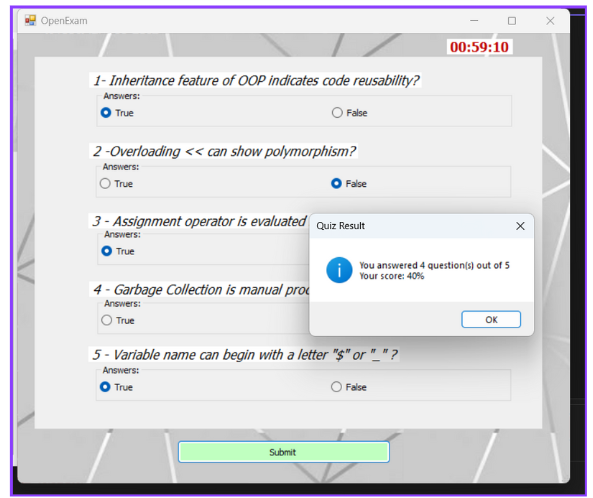 OpenExam
00:59:10
1- Inheritance feature of OOP indicates code reusability?
Answers:
True False
2 -Overloading << can show polymorphism?
Answers:
True False
3 - Assignment operator is evaluated
Answers:
True
Quiz Result
You answered 4 question(s) out of 5
Your score: 40%
OK
4 - Garbage Collection is manual
Answers:
True
5 - Variable name can begin with a letter "$" or "_" ?
Answers:
True False
Submit